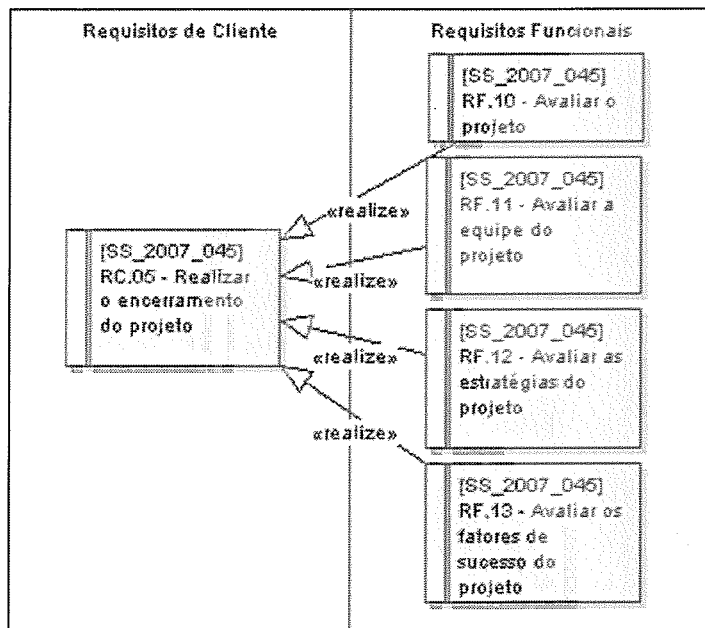 Requisitos de Cliente
Requisitos Funcionais
[SS_2007_045]
RF.10 - Avaliar o
projeto
«realize»
[SS_2007_045]
RF.11 - Avaliar a
equipe do
projeto
«realize»
[SS_2007_045]
RC.05 - Realizar
o encerramento
do projeto
[SS_2007_045]
RF.12 - Avaliar as
estratégias do
projeto
«realize»
«realize»
[SS_2007_045]
RF.13 - Avaliar os
fatores de
sucesso do
projeto